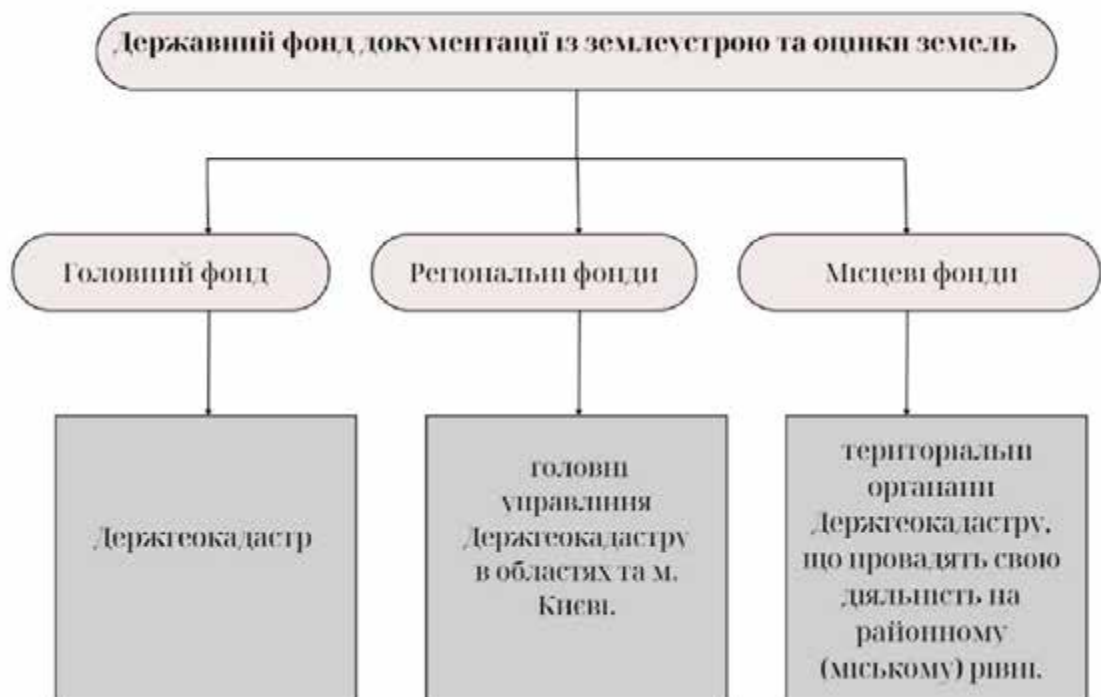 Державний фонд документації із землеустрою та оцінки земель
Головний фонд
Регіональні фонди
Місцеві фонди
Держгеокадастр
головні
управління
Держгеокадастру
в областях та м.
Києві.
територіальні
органани
Держгеокадастру,
що провадять свою
діяльність на
районному
(міському) рівні.